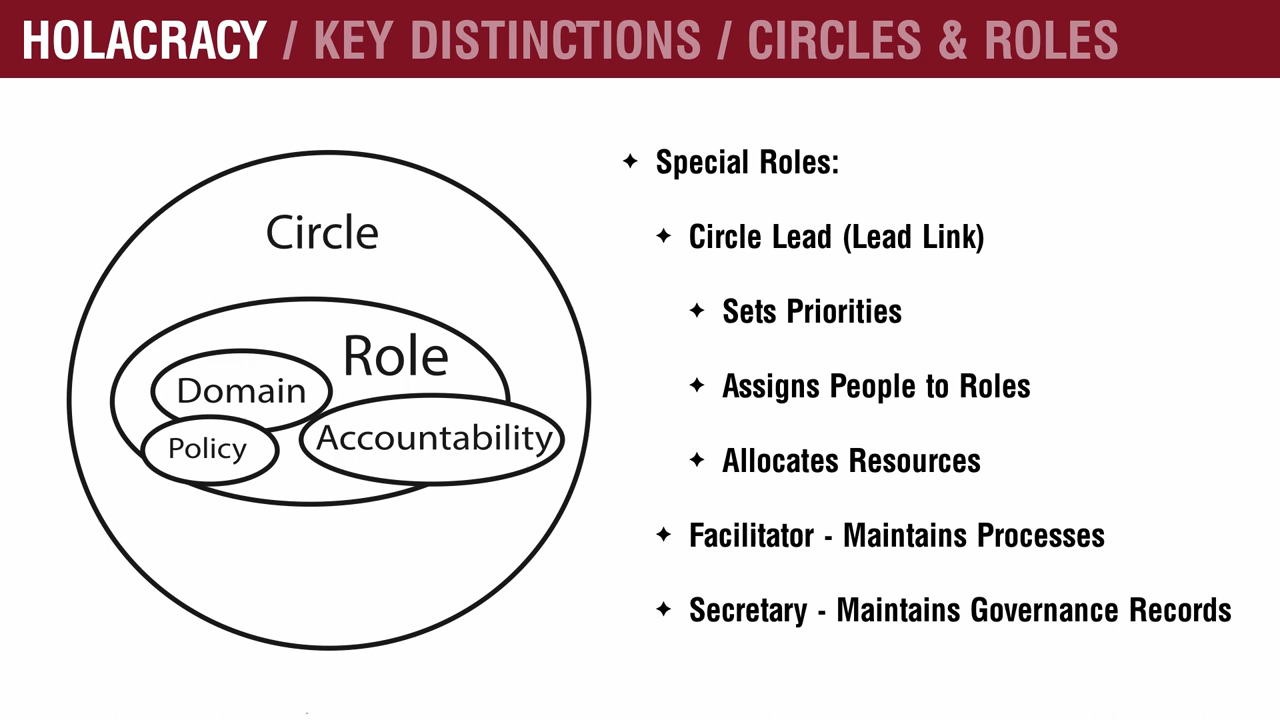 HOLACRACY / KEY DISTINCTIONS / CIRCLES & ROLES
Circle
Role
Domain
Policy
Accountability
Special Roles:
Circle Lead (Lead Link)
Sets Priorities
Assigns People to Roles
Allocates Resources
Facilitator - Maintains Processes
Secretary - Maintains Governance Records